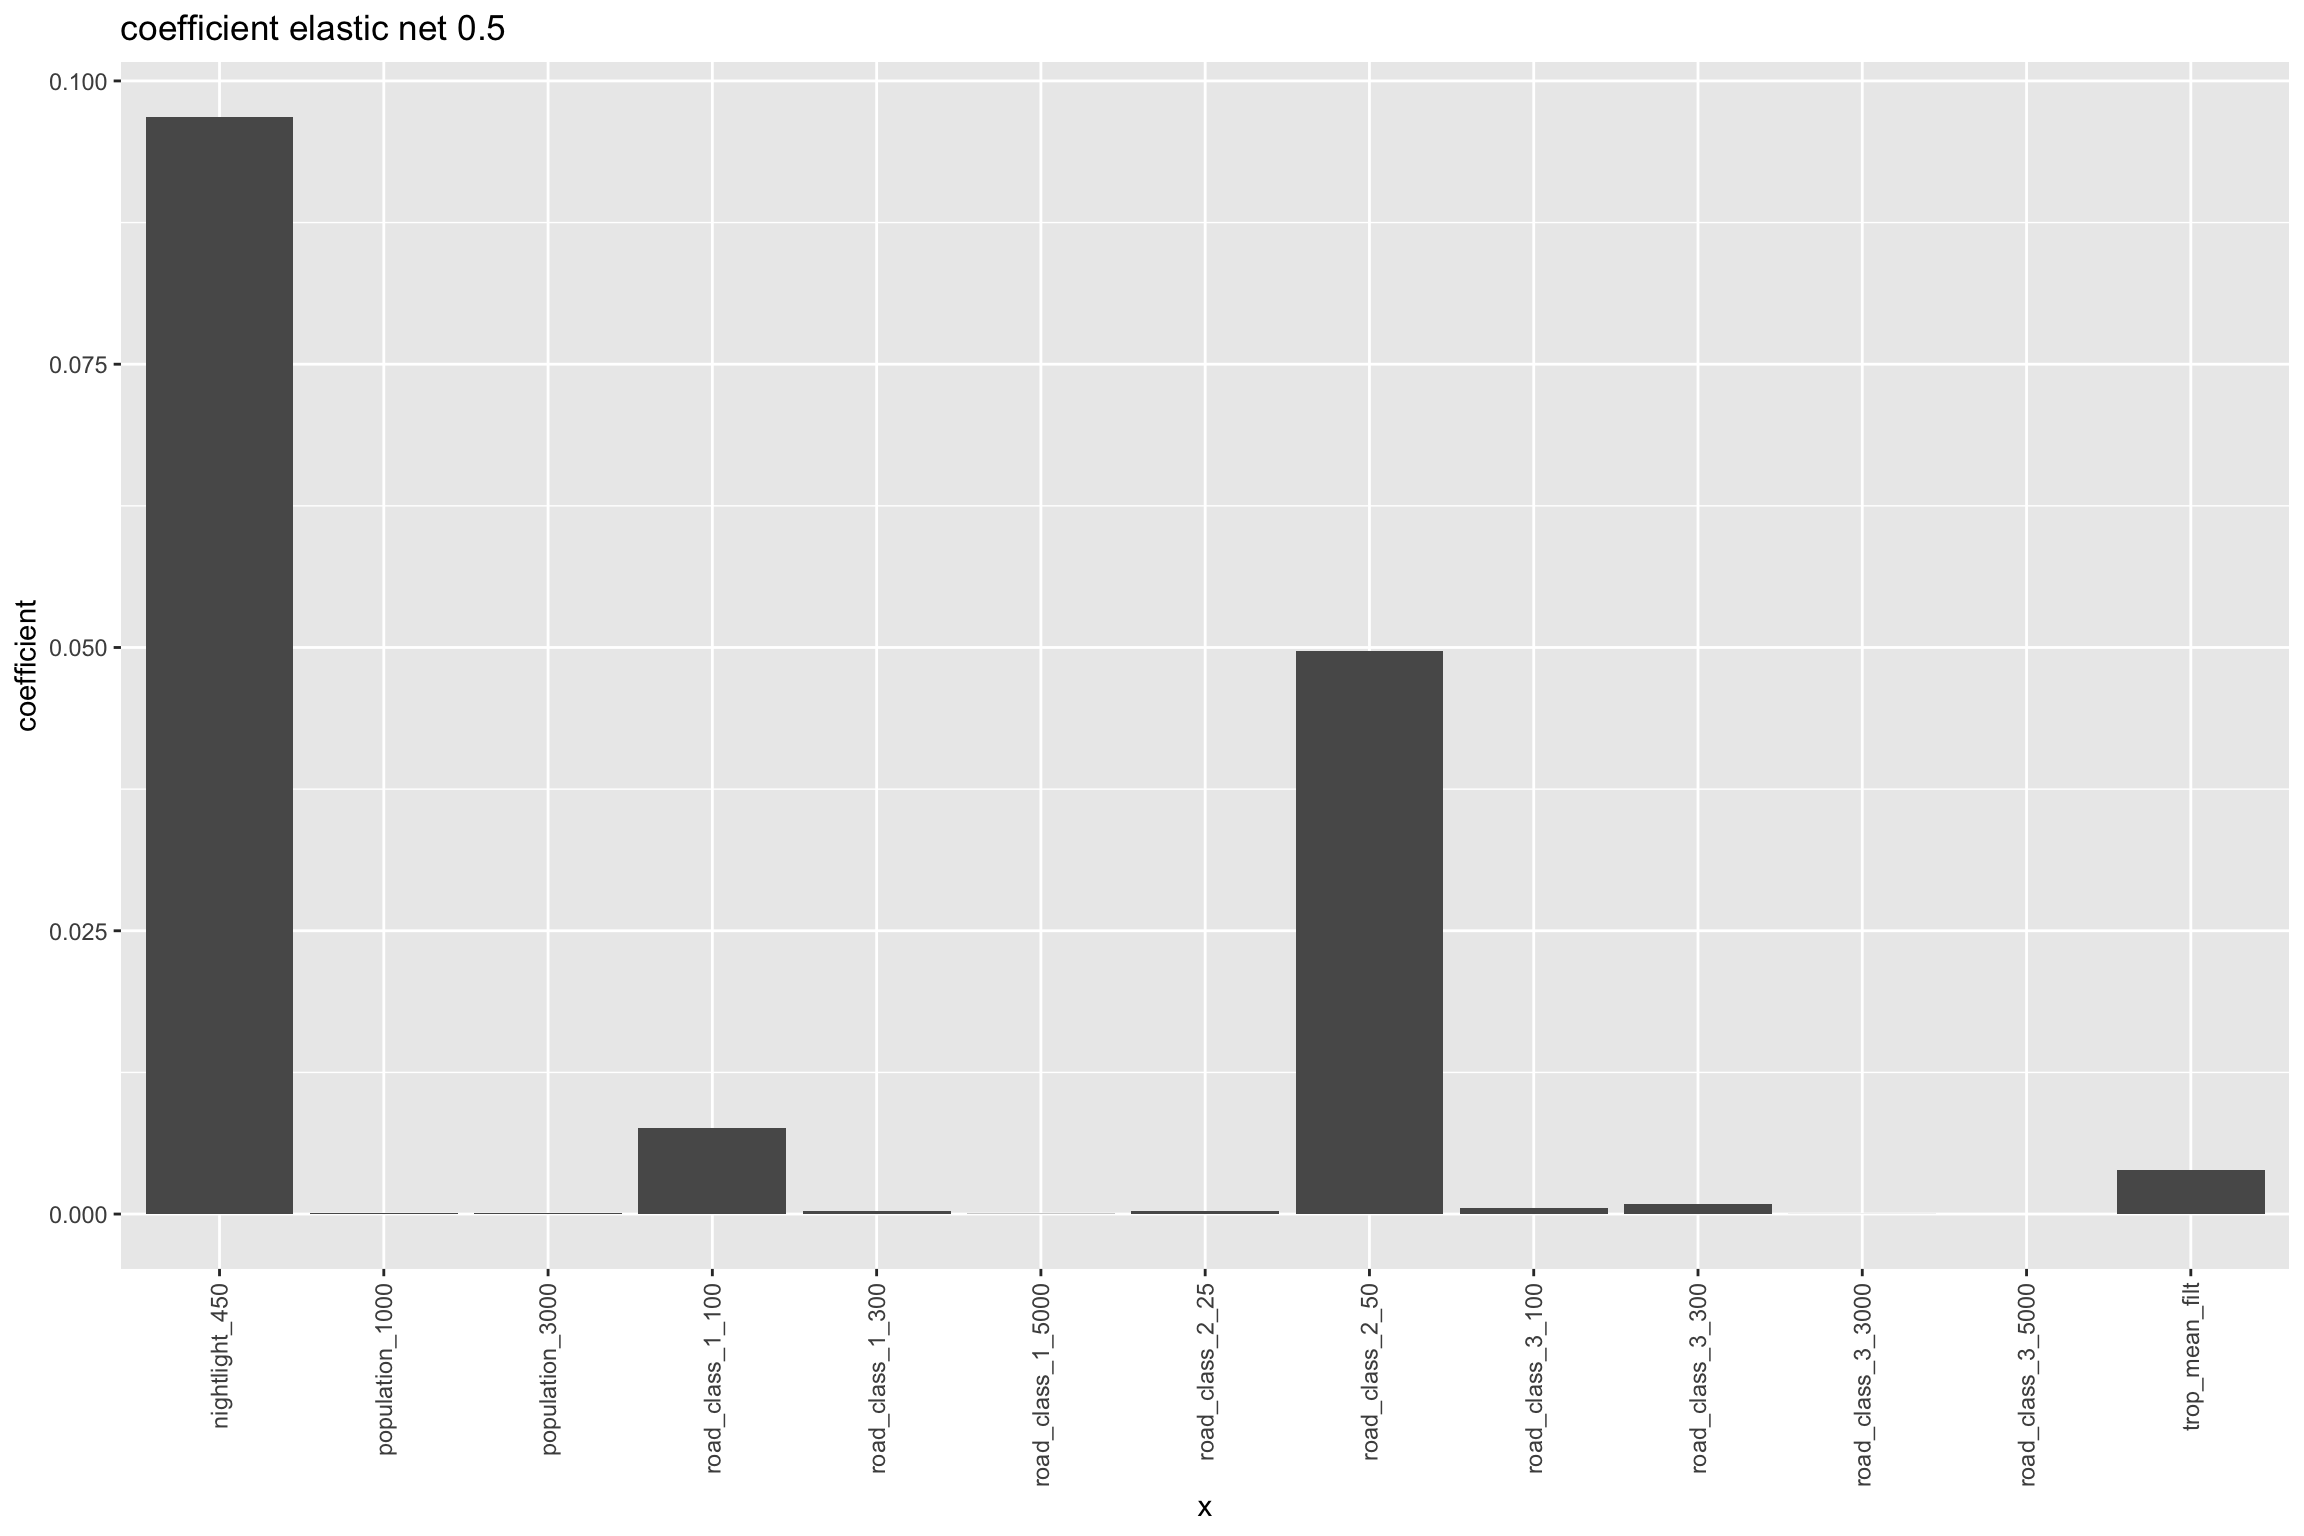 coefficient elastic net 0.5
0.100
0.075
0.050
0.025
0.000
coefficient
nightlight_450
population_1000
population_3000
road_class_1_100
road_class_1_300
road_class_1_5000
road_class_2_25
road_class_2_50
road_class_3_100
road_class_3_300
road_class_3_3000
road_class_3_5000
trop_mean_filt
x